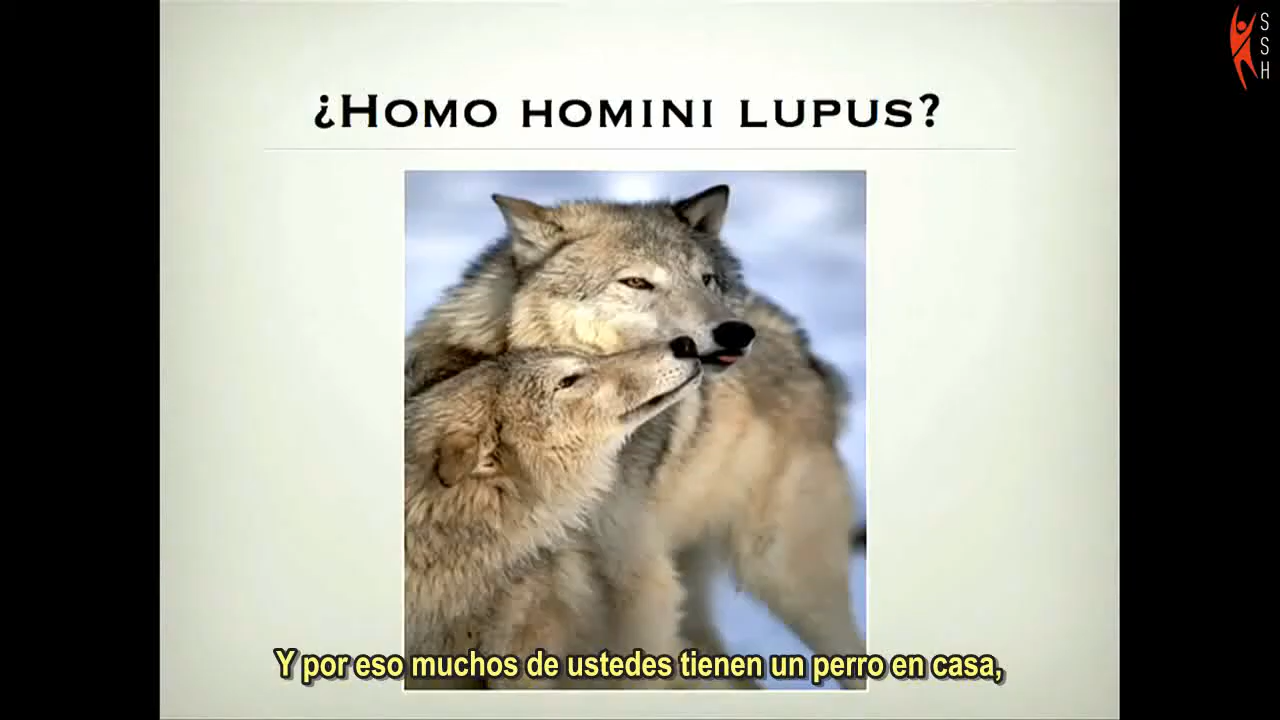 ¿HOMO HOMINI LUPUS?
S
S
H
Y por eso muchos de ustedes tienen un perro en casa,